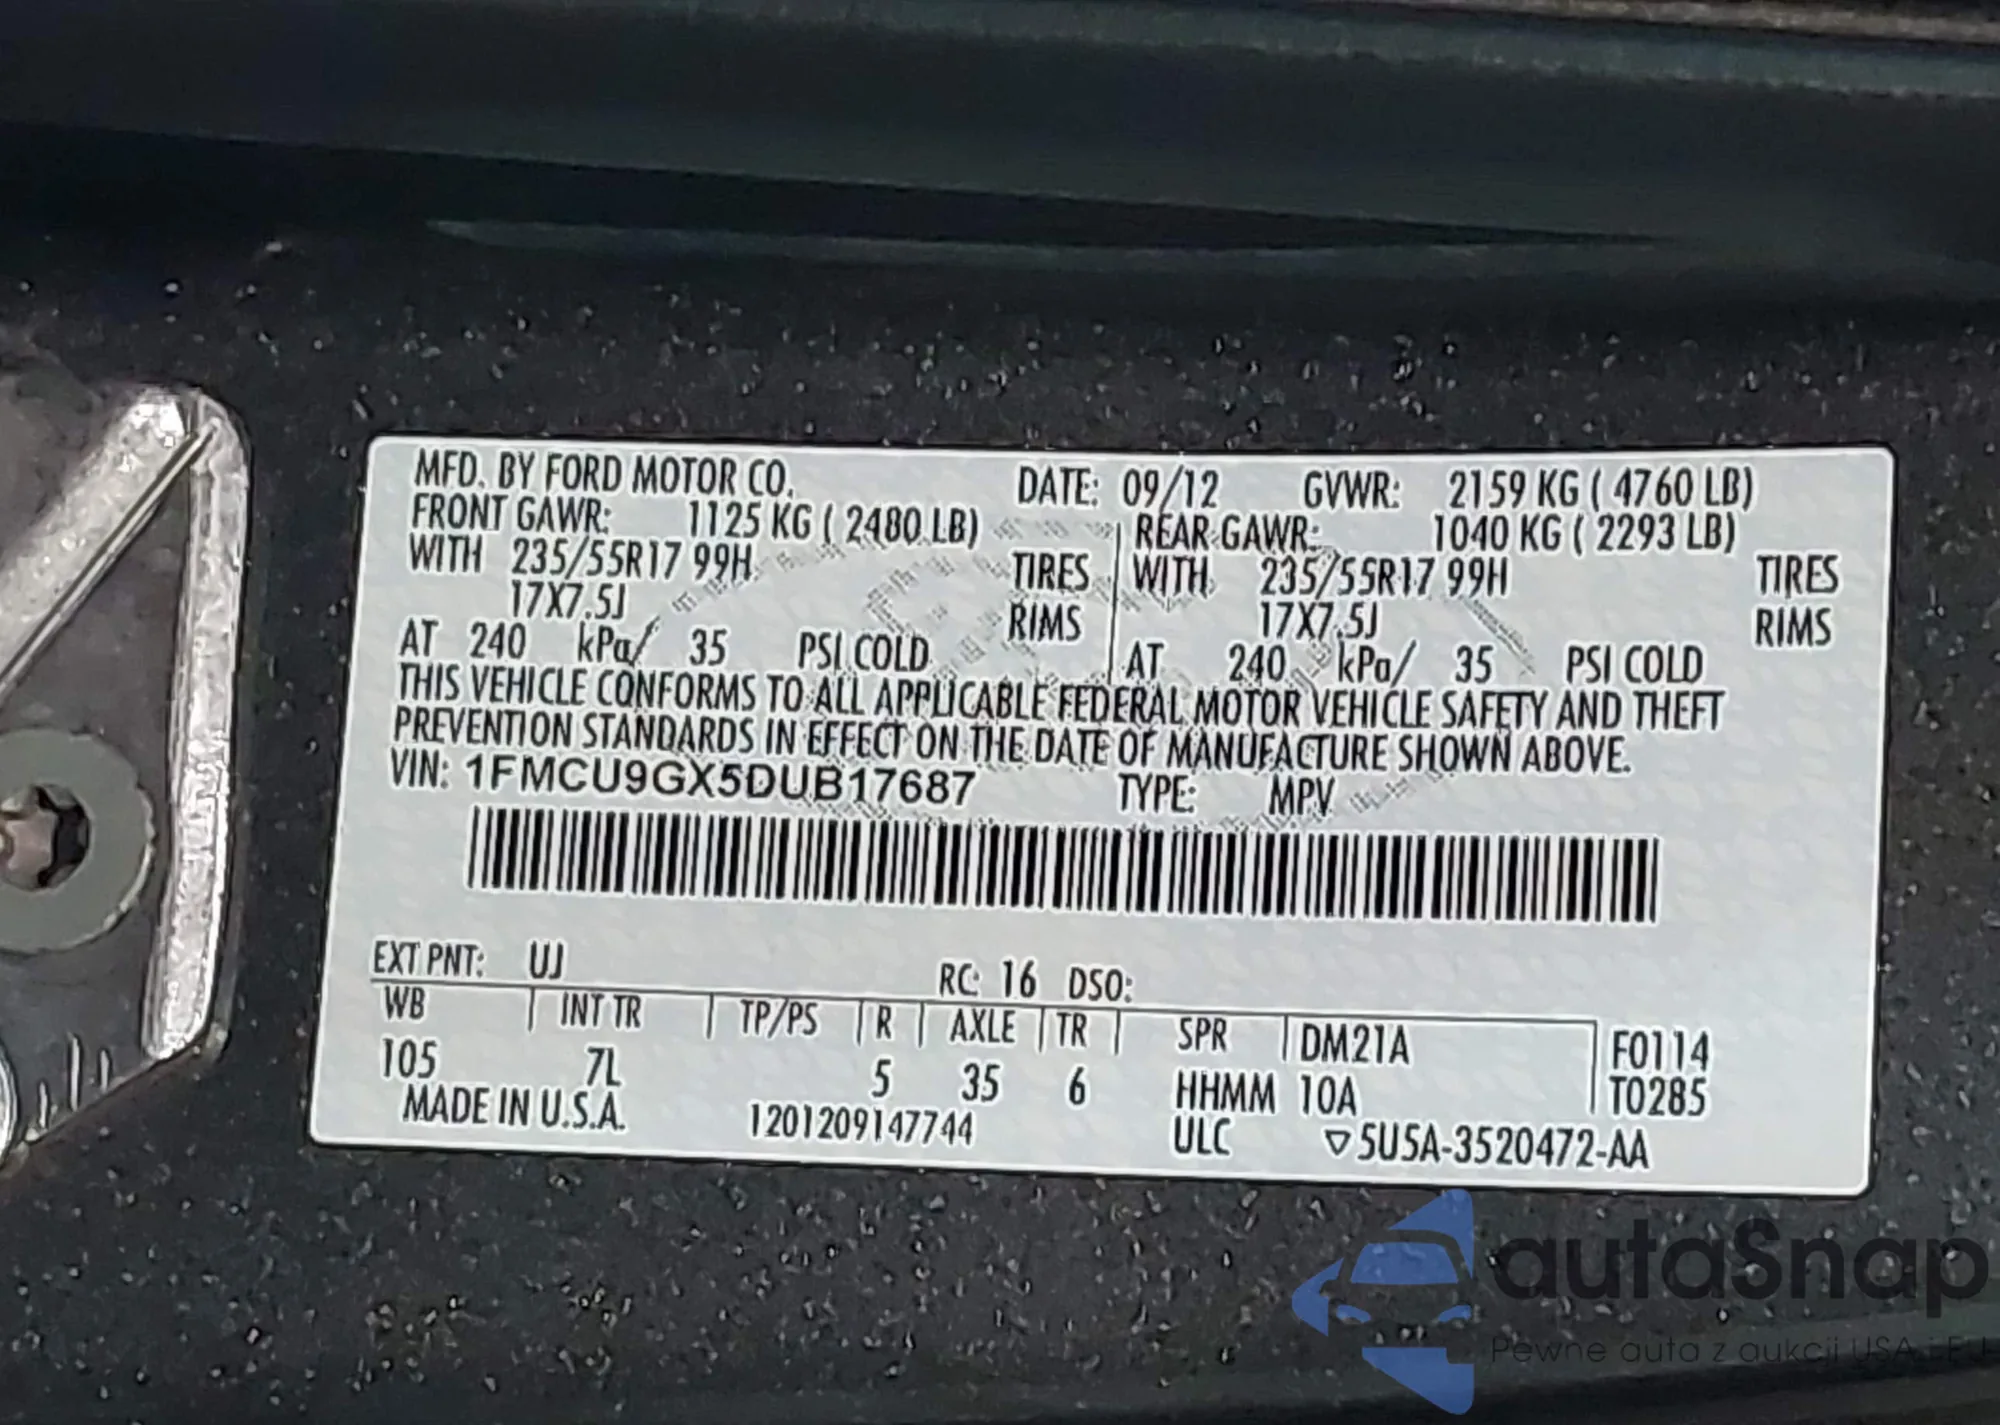 MFD. BY FORD MOTOR CO. DATE: 09/12 GVWR: 2159 KG ( 4760 LB)
FRONT GAWR: 1125 KG ( 2480 LB) REAR GAWR: 1040 KG ( 2293 LB)
WITH 235/55R17 99H TIRES WITH 235/55R17 99H TIRES
17X7.5J RIMS 17X7.5J RIMS
AT 240 kPa/ 35 PSI COLD AT 240 kPa/ 35 PSI COLD
THIS VEHICLE CONFORMS TO ALL APPLICABLE FEDERAL MOTOR VEHICLE SAFETY AND THEFT
PREVENTION STANDARDS IN EFFECT ON THE DATE OF MANUFACTURE SHOWN ABOVE.
VIN: 1FMCU9GX5DUB17687 TYPE: MPV
EXT PNT: UJ RC: 16 DSO:
WB INT TR TP/PS R AXLE TR SPR DM21A F0114
105 7L 5 35 6 HHMM 10A T0285
MADE IN U.S.A. 1201209147744 ULC ▽5U5A-3520472-AA
autaSnap
Pewne auta z aukcji USA i EU